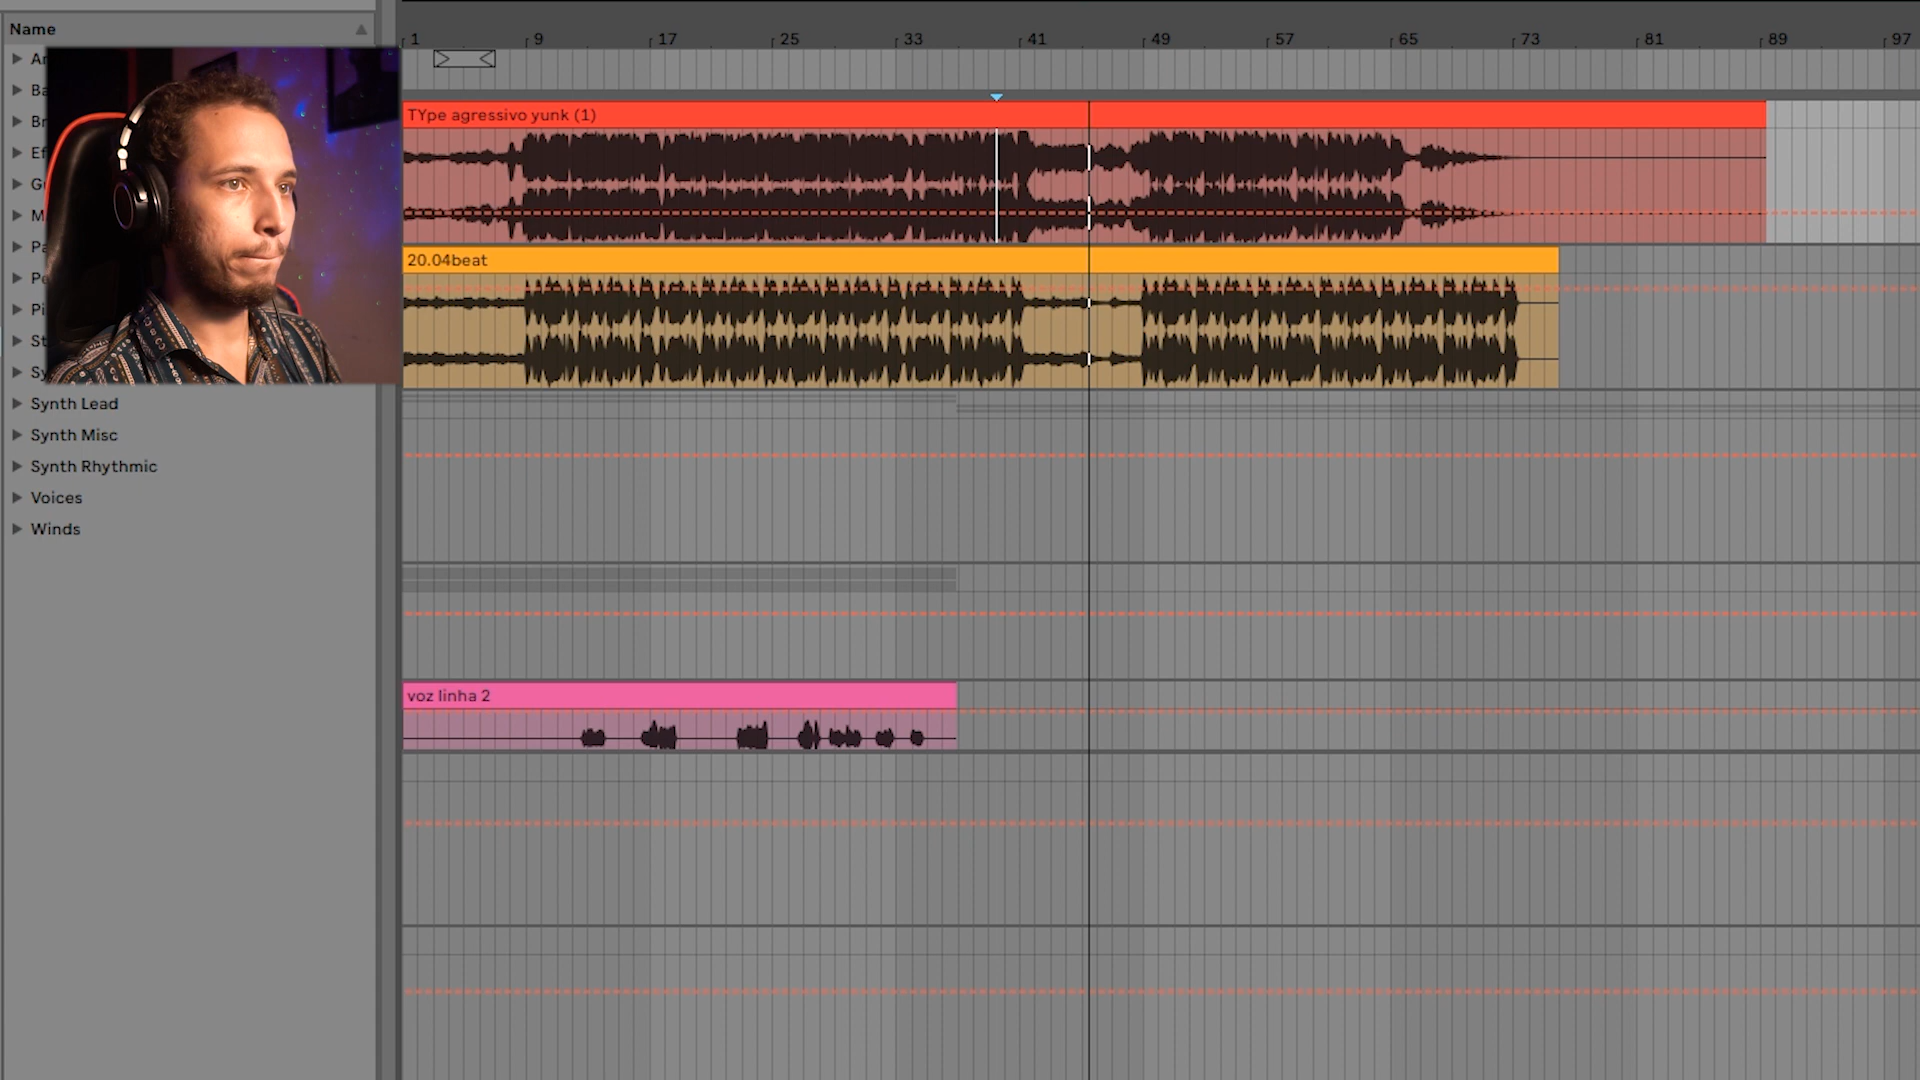 Name
1 9 17 25 33 41 49 57 65 73 81 89 97
TYpe agressivo yunk (1)
20.04beat
Synth Lead
Synth Misc
Synth Rhythmic
Voices
Winds
voz linha 2